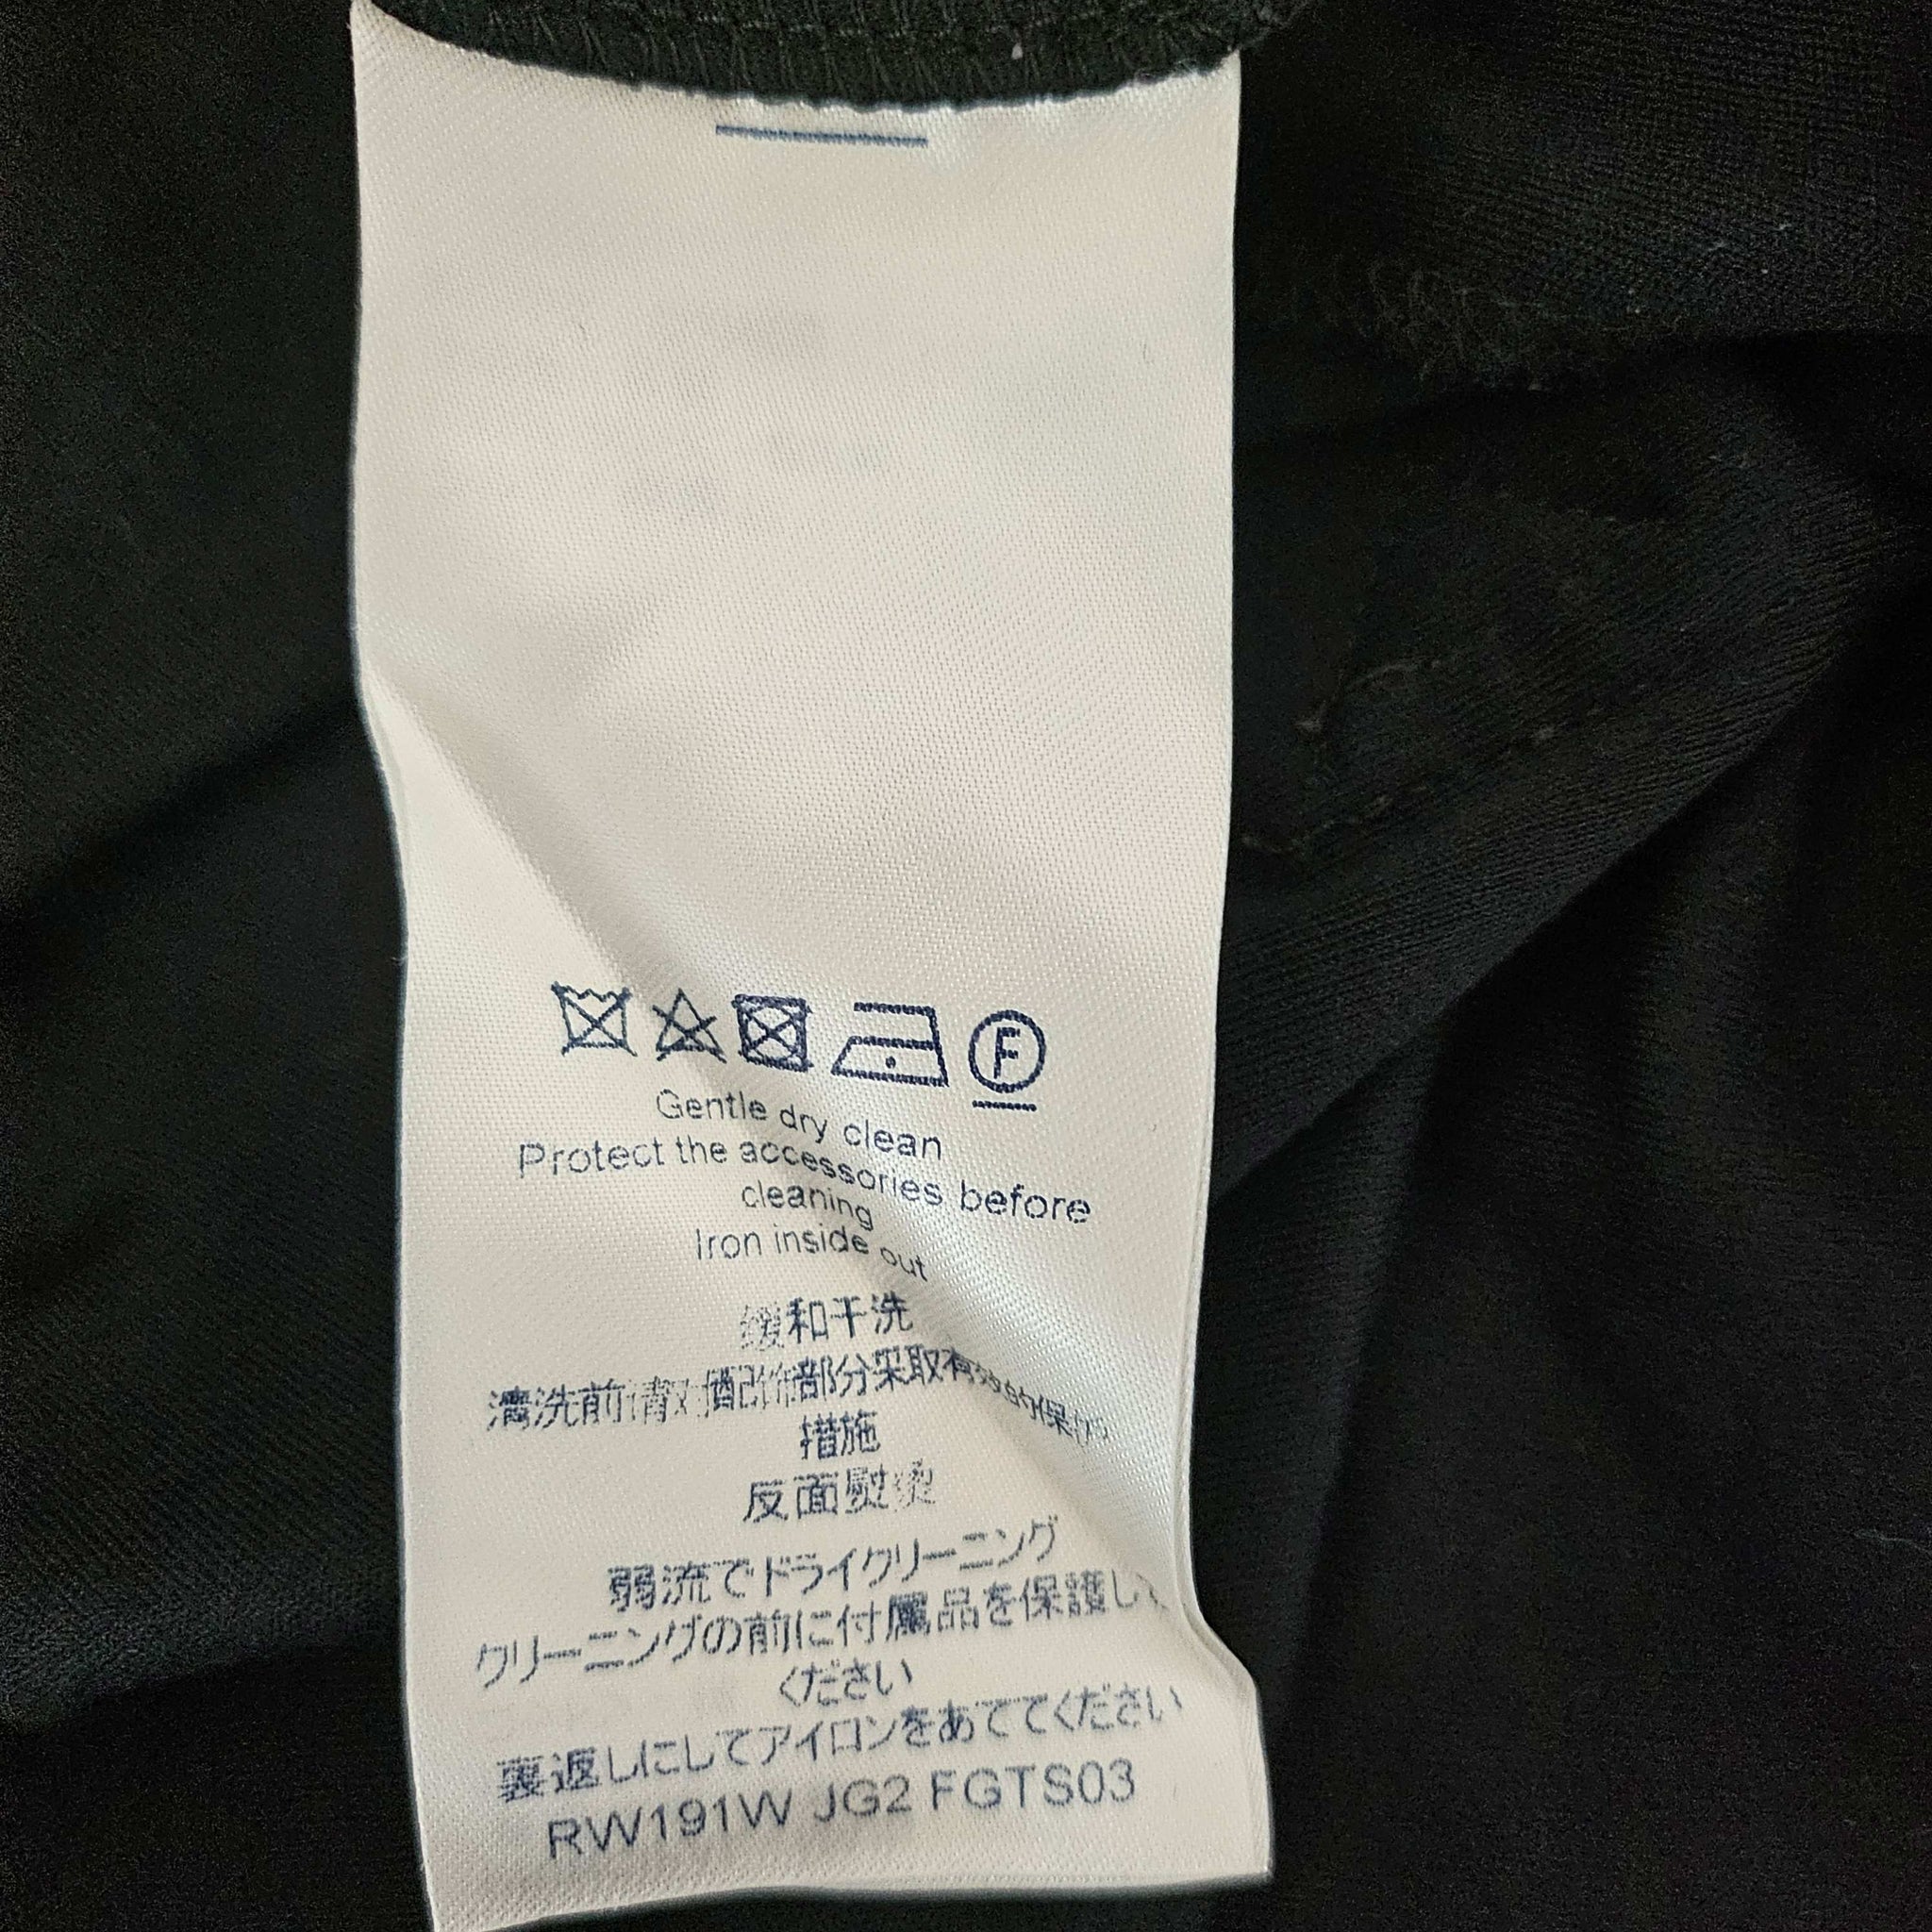 F
Gentle dry clean
Protect the accessories before
cleaning
Iron inside out
缓和干洗
清洗前请对配饰部分采取有效的保护
措施
反面熨烫
弱流でドライクリーニング
クリーニングの前に付属品を保護して
ください
裏返しにしてアイロンをあててください
RW191W JG2 FGTS03